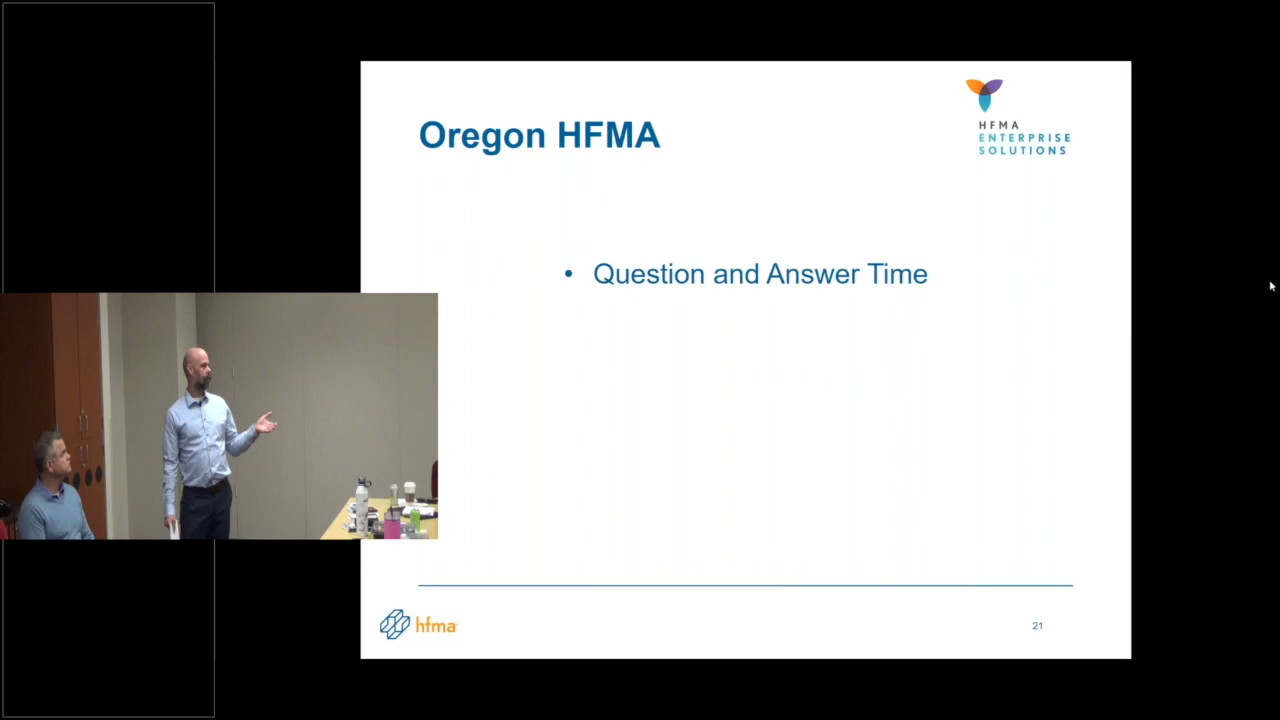 Oregon HFMA
HFMA
ENTERPRISE
SOLUTIONS
• Question and Answer Time
hfma
21